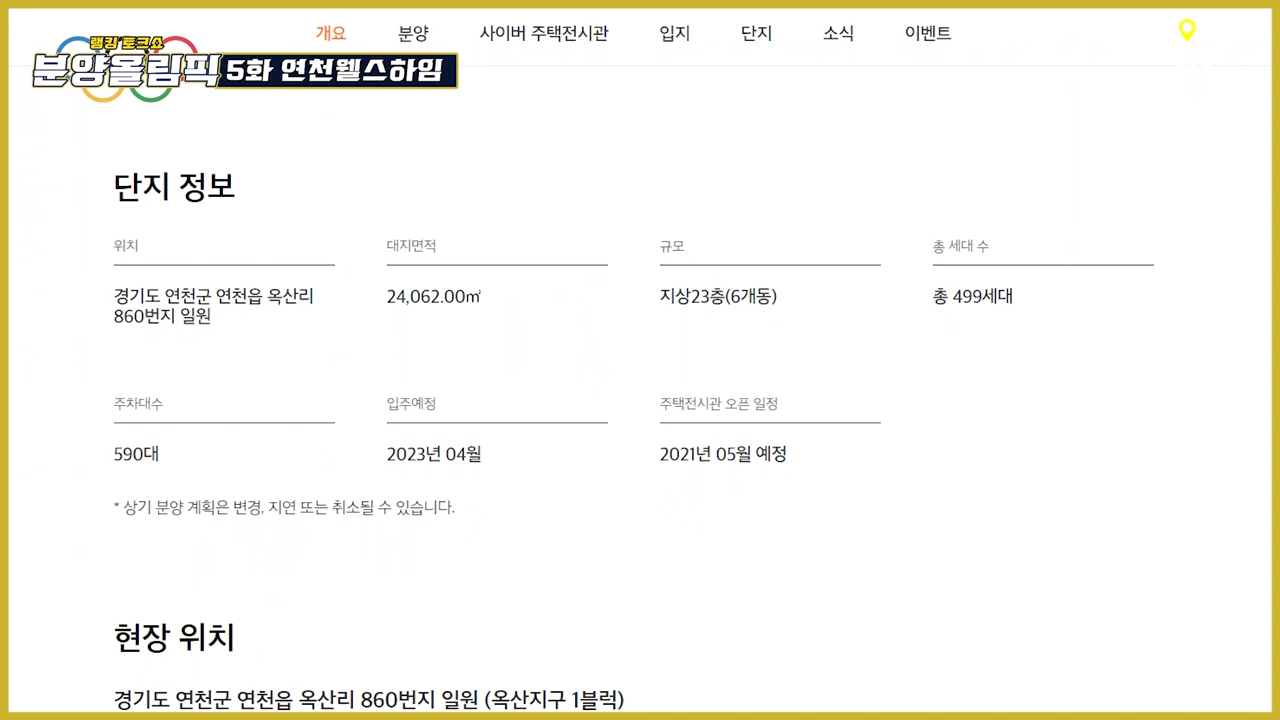 개요 분양 사이버 주택전시관 입지 단지 소식 이벤트
랭킹 토크쇼
분양올림픽 5화 연천웰스하임
단지 정보
위치 대지면적 규모 총 세대 수
경기도 연천군 연천읍 옥산리 24,062.00㎡ 지상23층(6개동) 총 499세대
860번지 일원
주차대수 입주예정 주택전시관 오픈 일정
590대 2023년 04월 2021년 05월 예정
* 상기 분양 계획은 변경, 지연 또는 취소될 수 있습니다.
현장 위치
경기도 연천군 연천읍 옥산리 860번지 일원 (옥산지구 1블럭)